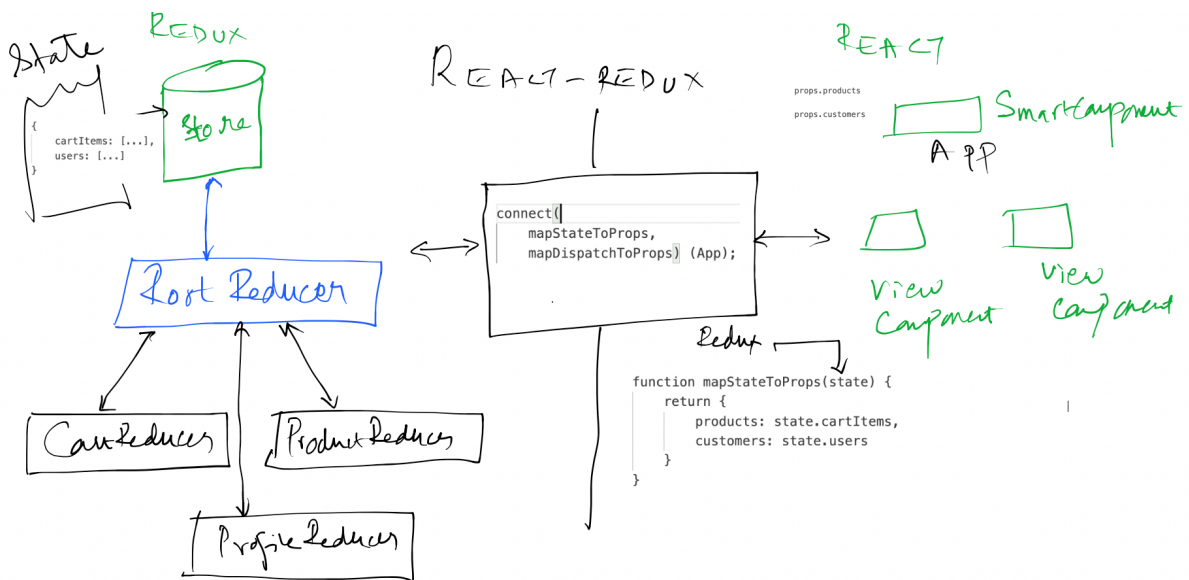 State
REDUX
{
cartItems: [...],
users: [...]
}
Store
Root Reducer
CartReducer
ProductReducer
ProfileReducer
REACT-REDUX
connect(
mapStateToProps,
mapDispatchToProps) (App);
Redux
function mapStateToProps(state) {
return {
products: state.cartItems,
customers: state.users
}
}
REACT
props.products
props.customers
SmartComponent
APP
View
Component
View
Component